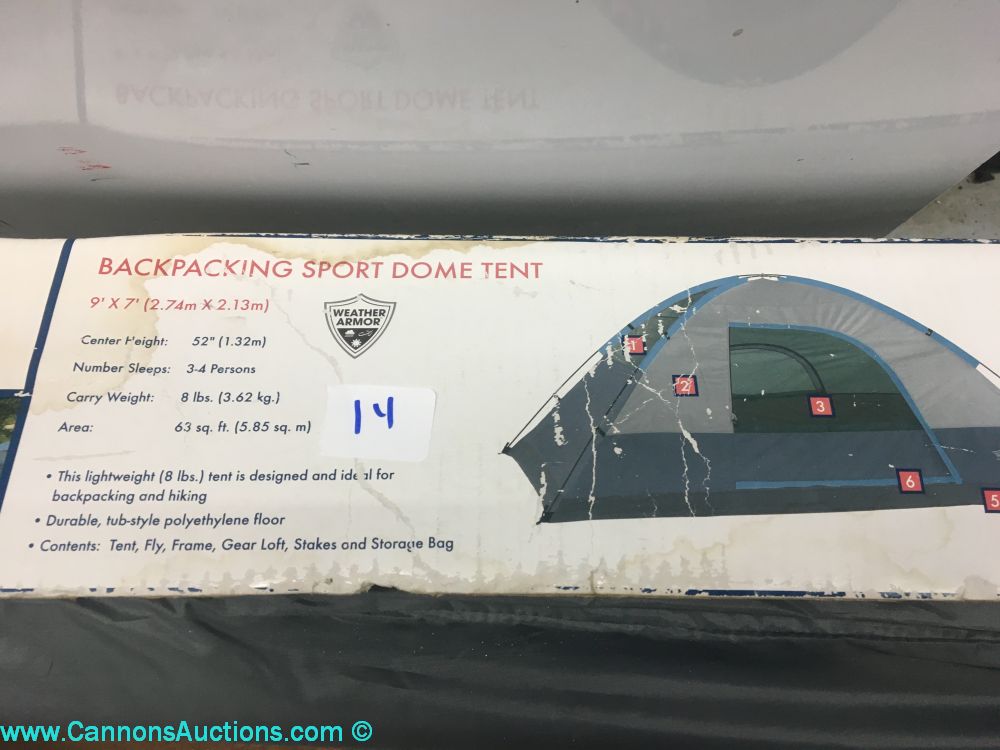 BACKPACKING SPORT DOME TENT
BACKPACKING SPORT DOME TENT
9' X 7' (2.74m X 2.13m)
WEATHER
ARMOR
Center Height: 52" (1.32m)
Number Sleeps: 3-4 Persons
Carry Weight: 8 lbs. (3.62 kg.)
Area: 63 sq. ft. (5.85 sq. m)
14
• This lightweight (8 lbs.) tent is designed and ideal for
backpacking and hiking
• Durable, tub-style polyethylene floor
• Contents: Tent, Fly, Frame, Gear Loft, Stakes and Storage Bag
1
2
3
6
5
www.CannonsAuctions.com ©